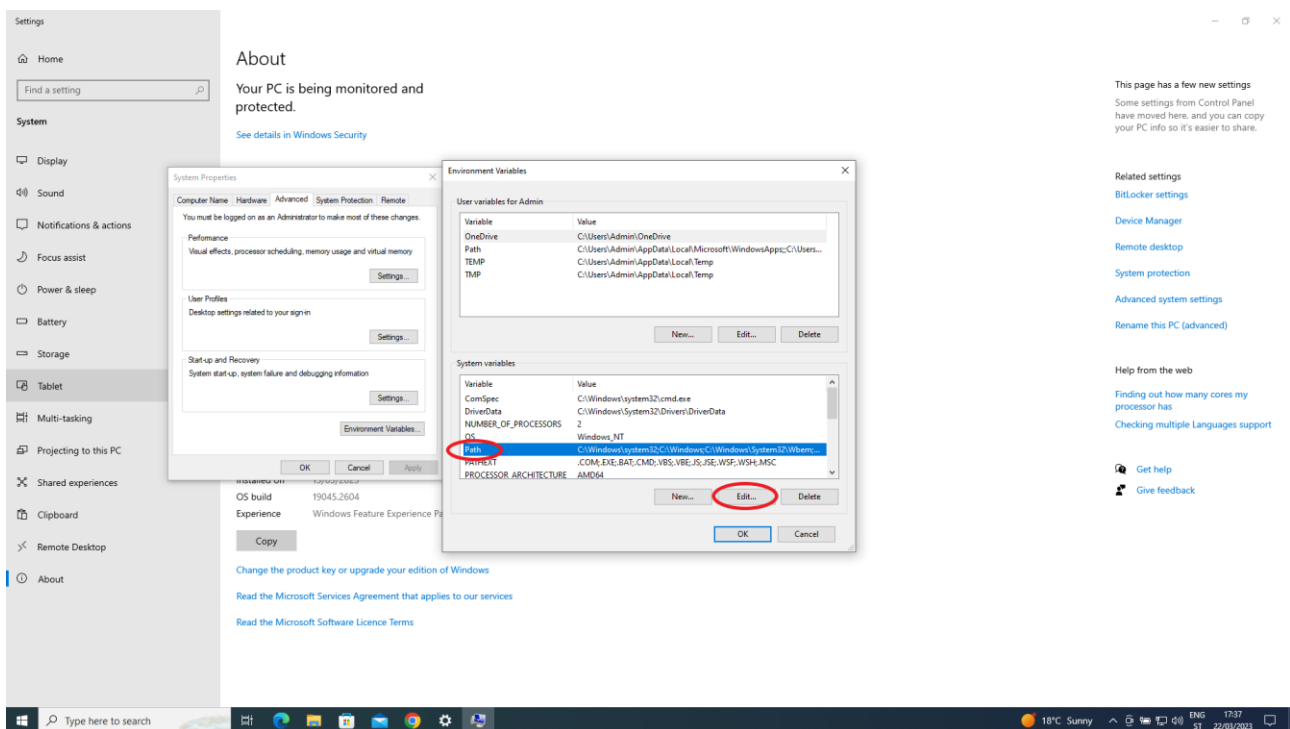 Settings
Home
Find a setting
System
Display
Sound
Notifications & actions
Focus assist
Power & sleep
Battery
Storage
Tablet
Multi-tasking
Projecting to this PC
Shared experiences
Clipboard
Remote Desktop
About
About
Your PC is being monitored and
protected.
See details in Windows Security
System Properties
Computer Name Hardware Advanced System Protection Remote
You must be logged on as an Administrator to make most of these changes.
Performance
Visual effects, processor scheduling, memory usage and virtual memory
Settings...
User Profiles
Desktop settings related to your sign-in
Settings...
Start-up and Recovery
System start-up, system failure and debugging information
Settings...
Environment Variables...
OK Cancel Apply
Installed on 15/03/2023
OS build 19045.2604
Experience Windows Feature Experience Pa
Copy
Change the product key or upgrade your edition of Windows
Read the Microsoft Services Agreement that applies to our services
Read the Microsoft Software Licence Terms
Environment Variables
User variables for Admin
Variable Value
OneDrive C:\Users\Admin\OneDrive
Path C:\Users\Admin\AppData\Local\Microsoft\WindowsApps;;C:\Users...
TEMP C:\Users\Admin\AppData\Local\Temp
TMP C:\Users\Admin\AppData\Local\Temp
New... Edit... Delete
System variables
Variable Value
ComSpec C:\Windows\system32\cmd.exe
DriverData C:\Windows\System32\Drivers\DriverData
NUMBER_OF_PROCESSORS 2
OS Windows_NT
Path C:\Windows\system32;C:\Windows;C:\Windows\System32\Wbem;...
PATHEXT .COM;.EXE;.BAT;.CMD;.VBS;.VBE;.JS;.JSE;.WSF;.WSH;.MSC
PROCESSOR_ARCHITECTURE AMD64
New... Edit... Delete
OK Cancel
This page has a few new settings
Some settings from Control Panel
have moved here, and you can copy
your PC info so it's easier to share.
Related settings
BitLocker settings
Device Manager
Remote desktop
System protection
Advanced system settings
Rename this PC (advanced)
Help from the web
Finding out how many cores my
processor has
Checking multiple Languages support
Get help
Give feedback
Type here to search
18°C Sunny
ENG 17:37
ST 22/03/2023